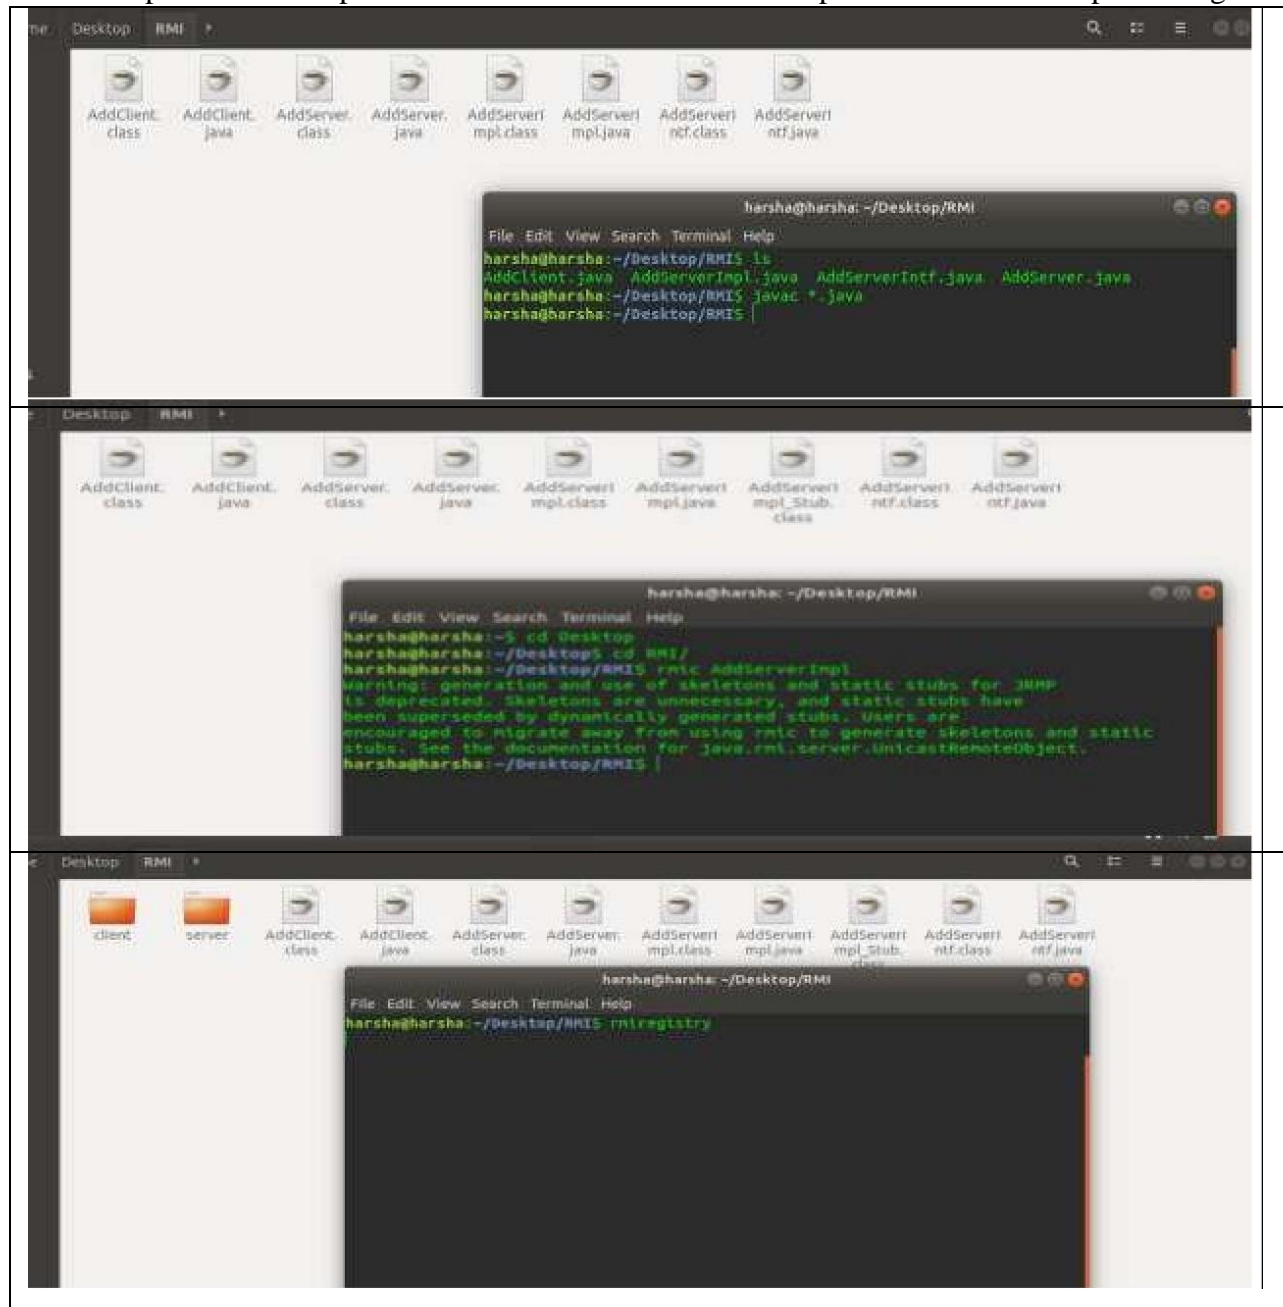 Desktop RMI
AddClient. AddClient. AddServer. AddServer. AddServerI AddServerI AddServerI AddServerI
class java class java mpl.class mpl.java ntf.class ntf.java
harsha@harsha: ~/Desktop/RMI
File Edit View Search Terminal Help
harsha@harsha:~/Desktop/RMI$ ls
AddClient.java AddServerImpl.java AddServerIntf.java AddServer.java
harsha@harsha:~/Desktop/RMI$ javac *.java
harsha@harsha:~/Desktop/RMI$
Desktop RMI
AddClient. AddClient. AddServer. AddServer. AddServerI AddServerI AddServerI AddServerI AddServerI
class java class java mpl.class mpl.java mpl_Stub. ntf.class ntf.java
class
harsha@harsha: ~/Desktop/RMI
File Edit View Search Terminal Help
harsha@harsha:~$ cd Desktop
harsha@harsha:~/Desktop$ cd RMI/
harsha@harsha:~/Desktop/RMI$ rmic AddServerImpl
Warning: generation and use of skeletons and static stubs for JRMP
is deprecated. Skeletons are unnecessary, and static stubs have
been superseded by dynamically generated stubs. Users are
encouraged to migrate away from using rmic to generate skeletons and static
stubs. See the documentation for java.rmi.server.UnicastRemoteObject.
harsha@harsha:~/Desktop/RMI$
Desktop RMI
client server AddClient. AddClient. AddServer. AddServer. AddServerI AddServerI AddServerI AddServerI AddServerI
class java class java mpl.class mpl.java mpl_Stub. ntf.class ntf.java
class
harsha@harsha: ~/Desktop/RMI
File Edit View Search Terminal Help
harsha@harsha:~/Desktop/RMI$ rmiregistry